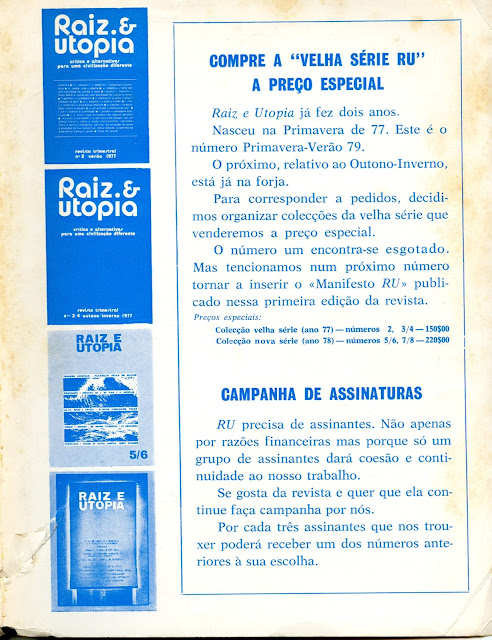 Raiz.&
utopia
crítica e alternativas
para uma civilização diferente
revista trimestral
nº 2 verão 1977
Raiz.&
utopia
crítica e alternativas
para uma civilização diferente
revista trimestral
nos 3 4 outono/inverno 1977
RAIZ E
UTOPIA
5/6
RAIZ E
UTOPIA
COMPRE A “VELHA SÉRIE RU”
A PREÇO ESPECIAL
Raiz e Utopia já fez dois anos.
Nasceu na Primavera de 77. Este é o
número Primavera-Verão 79.
O próximo, relativo ao Outono-Inverno,
está já na forja.
Para corresponder a pedidos, decidi-
mos organizar colecções da velha série que
venderemos a preço especial.
O número um encontra-se esgotado.
Mas tencionamos num próximo número
tornar a inserir o «Manifesto RU» publi-
cado nessa primeira edição da revista.
Preços especiais:
Colecção velha série (ano 77) — números 2, 3/4 — 150$00
Colecção nova série (ano 78) — números 5/6, 7/8 — 220$00
CAMPANHA DE ASSINATURAS
RU precisa de assinantes. Não apenas
por razões financeiras mas porque só um
grupo de assinantes dará coesão e conti-
nuidade ao nosso trabalho.
Se gosta da revista e quer que ela con-
tinue faça campanha por nós.
Por cada três assinantes que nos trou-
xer poderá receber um dos números ante-
riores à sua escolha.